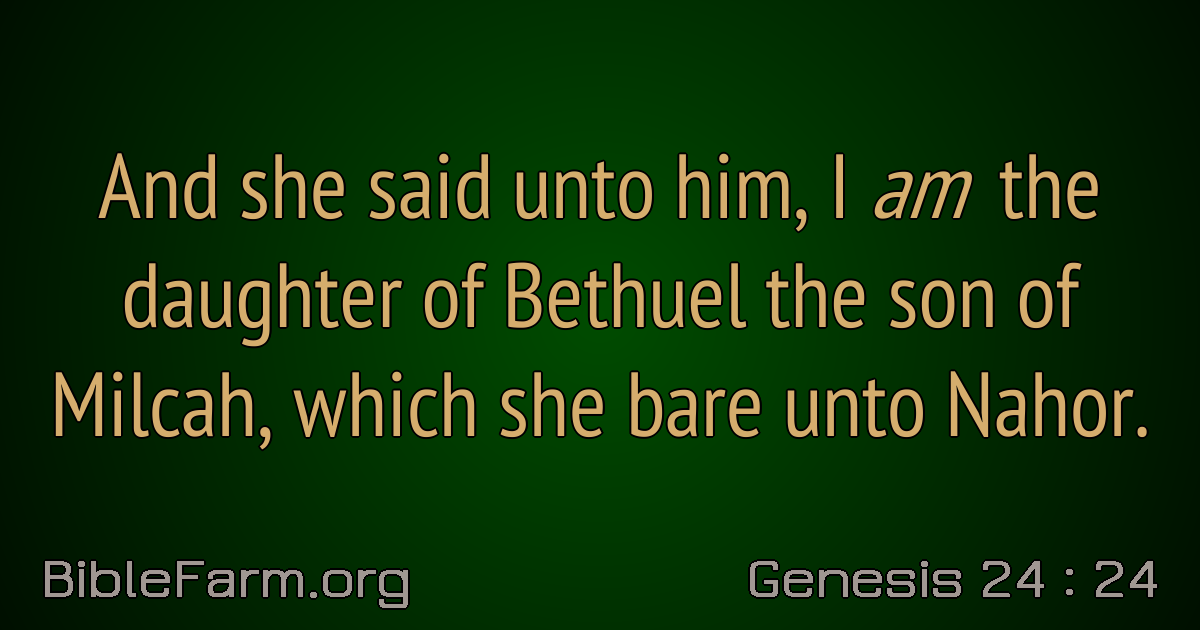 And she said unto him, I am the
daughter of Bethuel the son of
Milcah, which she bare unto Nahor.
BibleFarm.org
Genesis 24 : 24